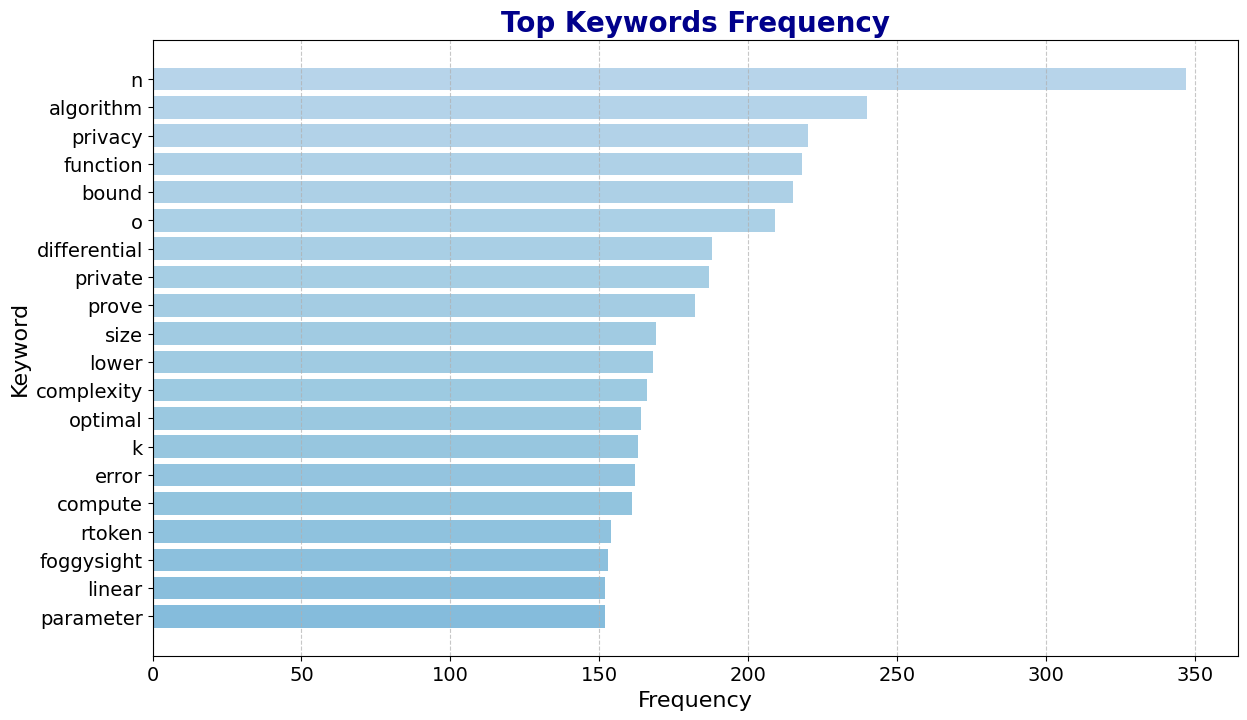 Top Keywords Frequency
n
algorithm
privacy
function
bound
o
differential
private
prove
size
lower
complexity
optimal
k
error
compute
rtoken
foggysight
linear
parameter
Keyword
0 50 100 150 200 250 300 350
Frequency